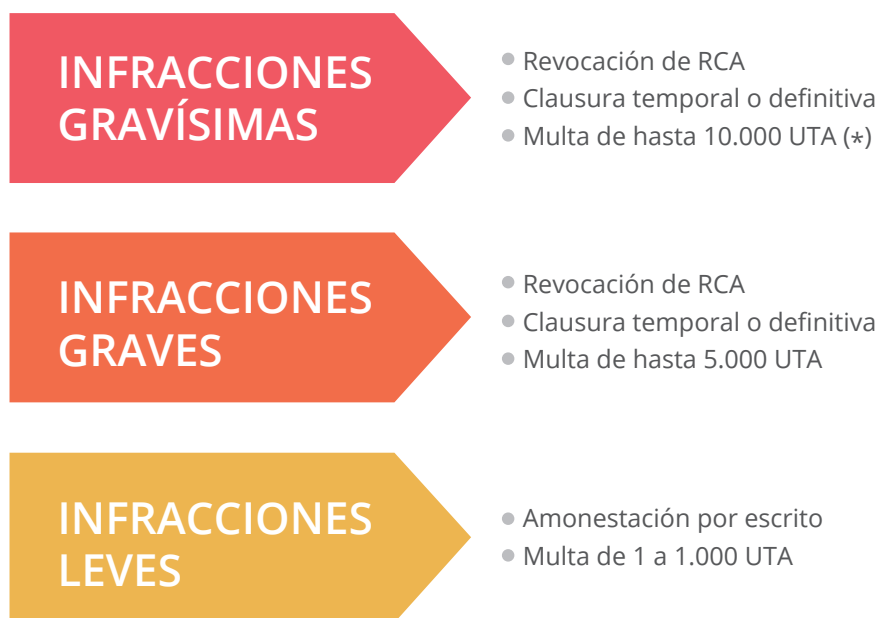 INFRACCIONES
GRAVÍSIMAS
● Revocación de RCA
● Clausura temporal o definitiva
● Multa de hasta 10.000 UTA (*)
INFRACCIONES
GRAVES
● Revocación de RCA
● Clausura temporal o definitiva
● Multa de hasta 5.000 UTA
INFRACCIONES
LEVES
● Amonestación por escrito
● Multa de 1 a 1.000 UTA